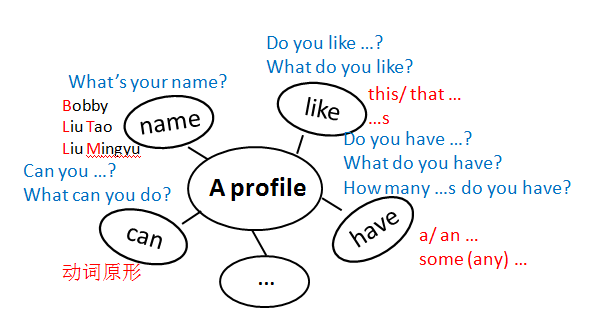 Do you like ...?
What do you like?
like
this/ that ...
...s
What's your name?
name
Bobby
Liu Tao
Liu Mingyu
Can you ...?
What can you do?
can
动词原形
A profile
Do you have ...?
What do you have?
How many ...s do you have?
have
a/ an ...
some (any) ...
...